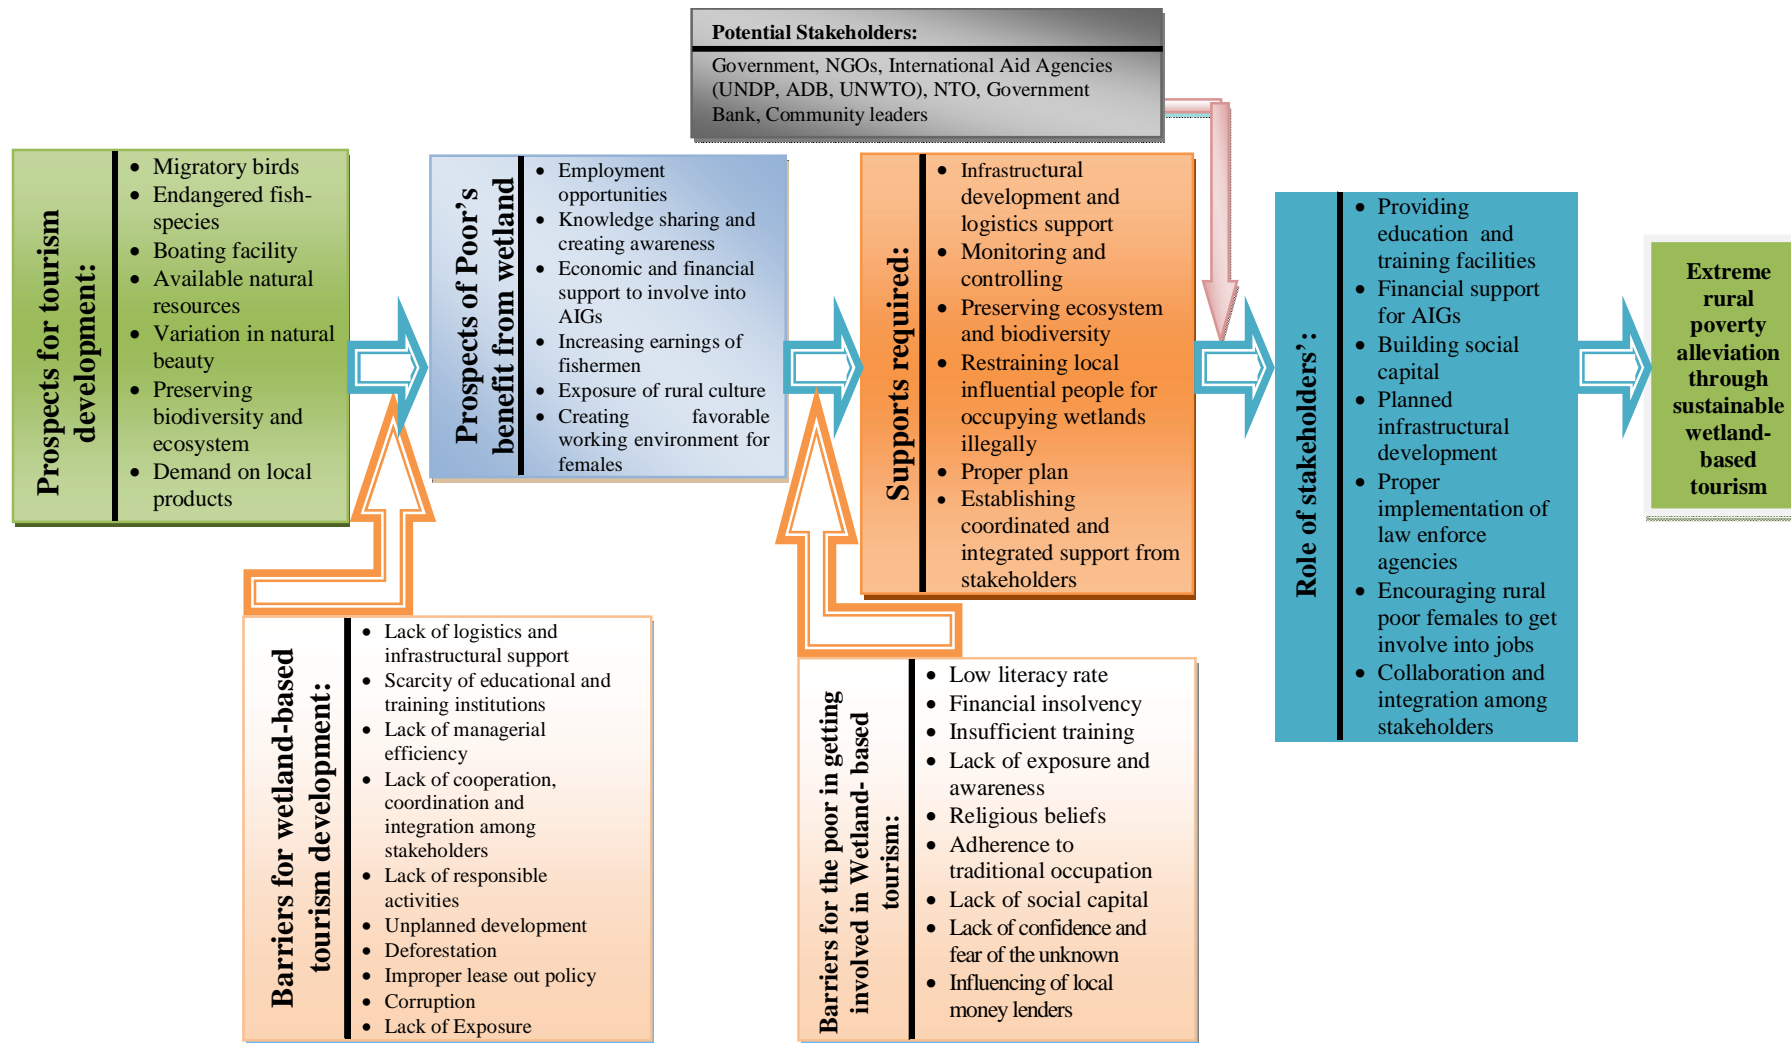 Potential Stakeholders:
Government, NGOs, International Aid Agencies
(UNDP, ADB, UNWTO), NTO, Government
Bank, Community leaders
Prospects for tourism
development:
• Migratory birds
• Endangered fish-
species
• Boating facility
• Available natural
resources
• Variation in natural
beauty
• Preserving
biodiversity and
ecosystem
• Demand on local
products
Prospects of Poor’s
benefit from wetland
• Employment
opportunities
• Knowledge sharing and
creating awareness
• Economic and financial
support to involve into
AIGs
• Increasing earnings of
fishermen
• Exposure of rural culture
• Creating favorable
working environment for
females
Supports required:
• Infrastructural
development and
logistics support
• Monitoring and
controlling
• Preserving ecosystem
and biodiversity
• Restraining local
influential people for
occupying wetlands
illegally
• Proper plan
• Establishing
coordinated and
integrated support from
stakeholders
Role of stakeholders’:
• Providing
education and
training facilities
• Financial support
for AIGs
• Building social
capital
• Planned
infrastructural
development
• Proper
implementation of
law enforce
agencies
• Encouraging rural
poor females to get
involve into jobs
• Collaboration and
integration among
stakeholders
Extreme
rural
poverty
alleviation
through
sustainable
wetland-
based
tourism
Barriers for wetland-based
tourism development:
• Lack of logistics and
infrastructural support
• Scarcity of educational and
training institutions
• Lack of managerial
efficiency
• Lack of cooperation,
coordination and
integration among
stakeholders
• Lack of responsible
activities
• Unplanned development
• Deforestation
• Improper lease out policy
• Corruption
• Lack of Exposure
Barriers for the poor in getting
involved in Wetland- based
tourism:
• Low literacy rate
• Financial insolvency
• Insufficient training
• Lack of exposure and
awareness
• Religious beliefs
• Adherence to
traditional occupation
• Lack of social capital
• Lack of confidence and
fear of the unknown
• Influencing of local
money lenders